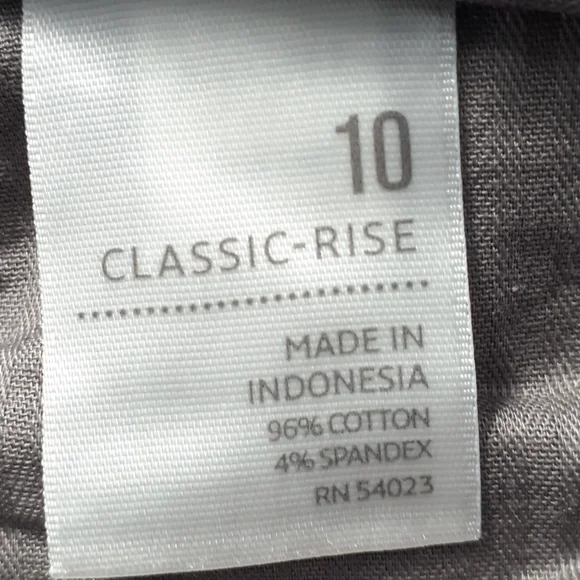 10
CLASSIC-RISE
MADE IN
INDONESIA
96% COTTON
4% SPANDEX
RN 54023